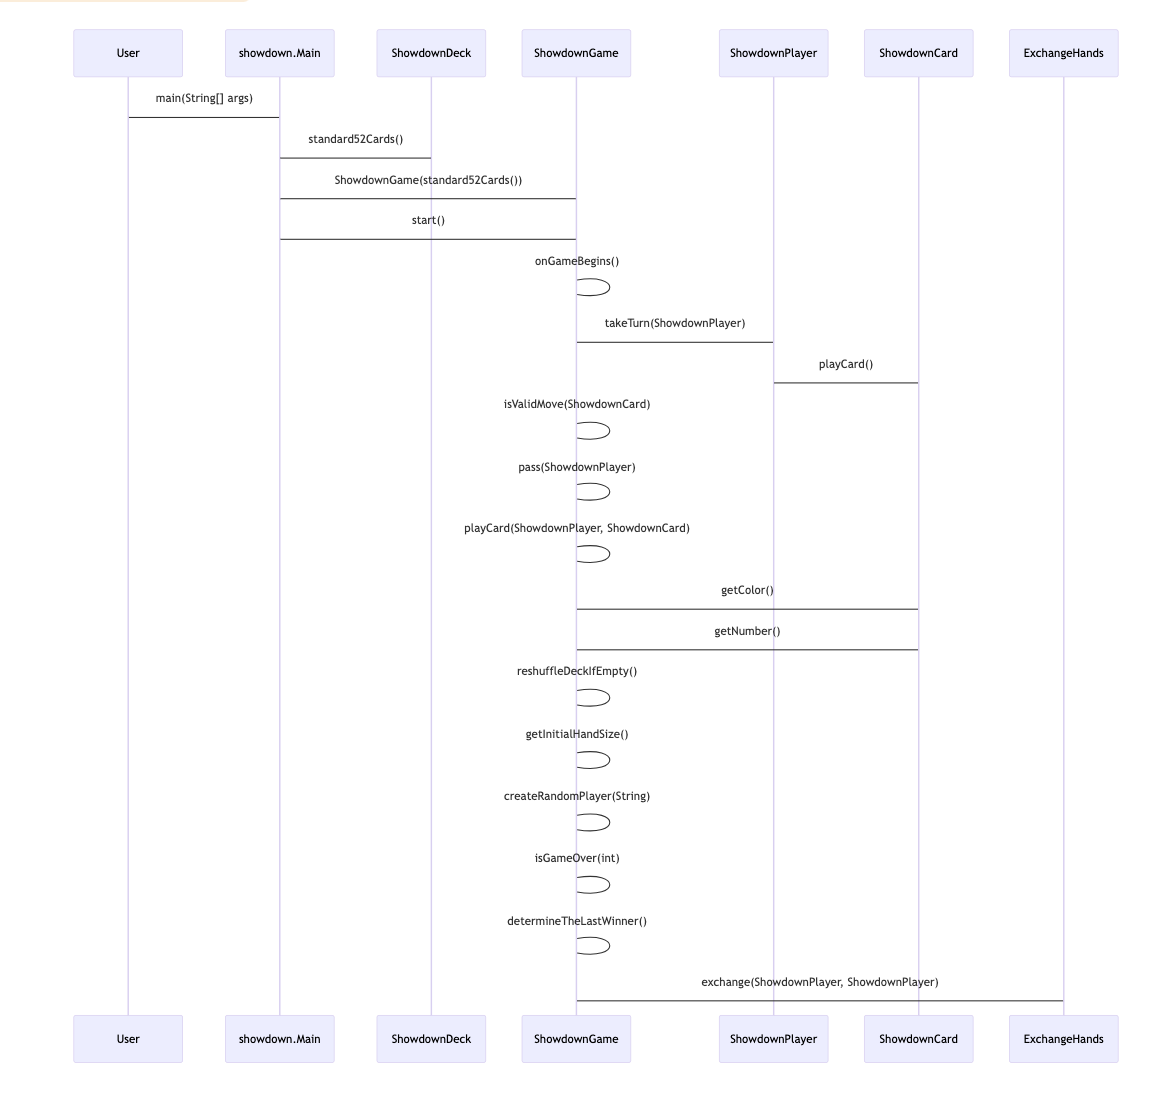 User
showdown.Main
ShowdownDeck
ShowdownGame
ShowdownPlayer
ShowdownCard
ExchangeHands
main(String[] args)
standard52Cards()
ShowdownGame(standard52Cards())
start()
onGameBegins()
takeTurn(ShowdownPlayer)
playCard()
isValidMove(ShowdownCard)
pass(ShowdownPlayer)
playCard(ShowdownPlayer, ShowdownCard)
getColor()
getNumber()
reshuffleDeckIfEmpty()
getInitialHandSize()
createRandomPlayer(String)
isGameOver(int)
determineTheLastWinner()
exchange(ShowdownPlayer, ShowdownPlayer)
User
showdown.Main
ShowdownDeck
ShowdownGame
ShowdownPlayer
ShowdownCard
ExchangeHands